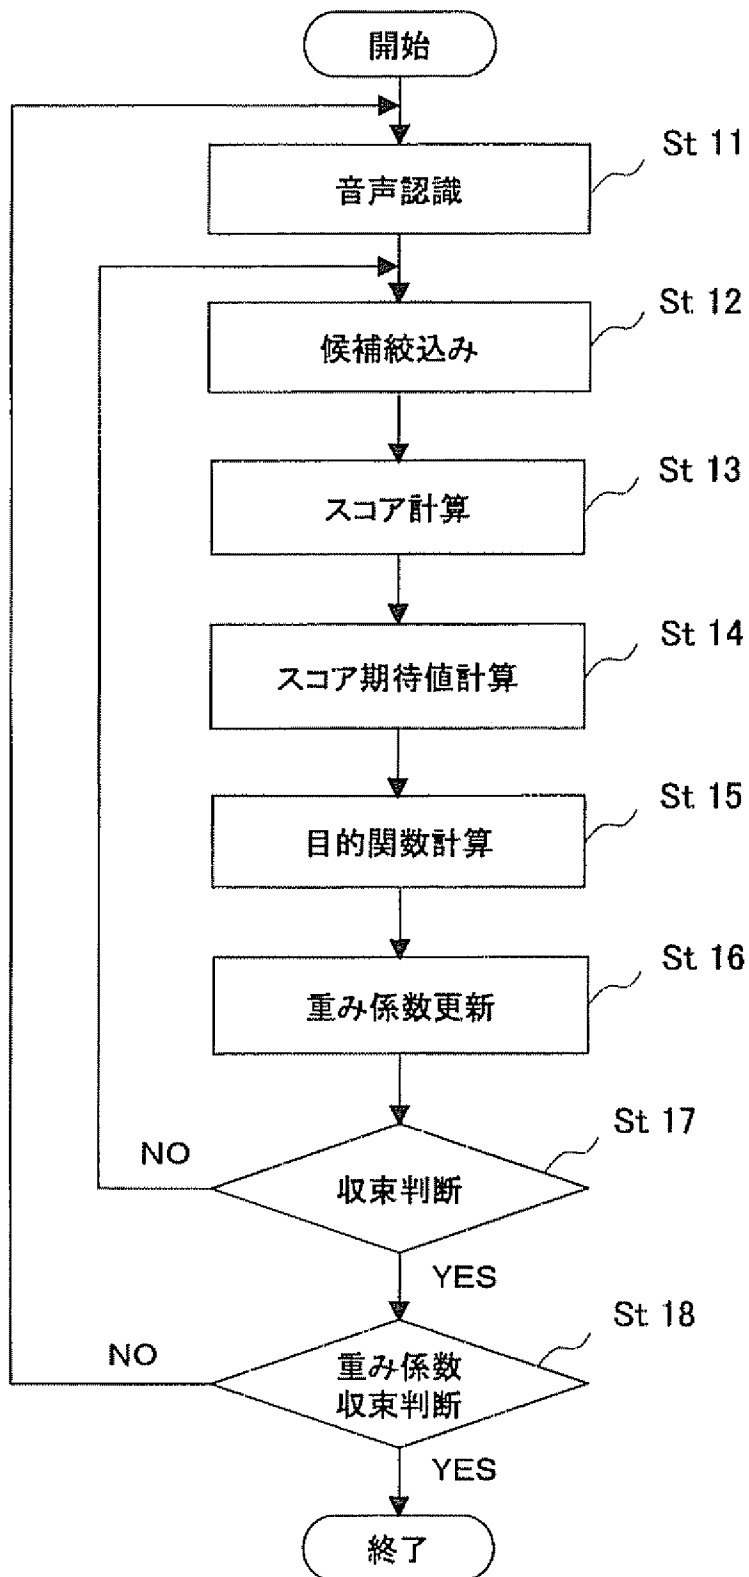 開始
St 11
音声認識
St 12
候補絞込み
St 13
スコア計算
St 14
スコア期待値計算
St 15
目的関数計算
St 16
重み係数更新
St 17
NO
収束判断
YES
St 18
NO
重み係数
収束判断
YES
終了